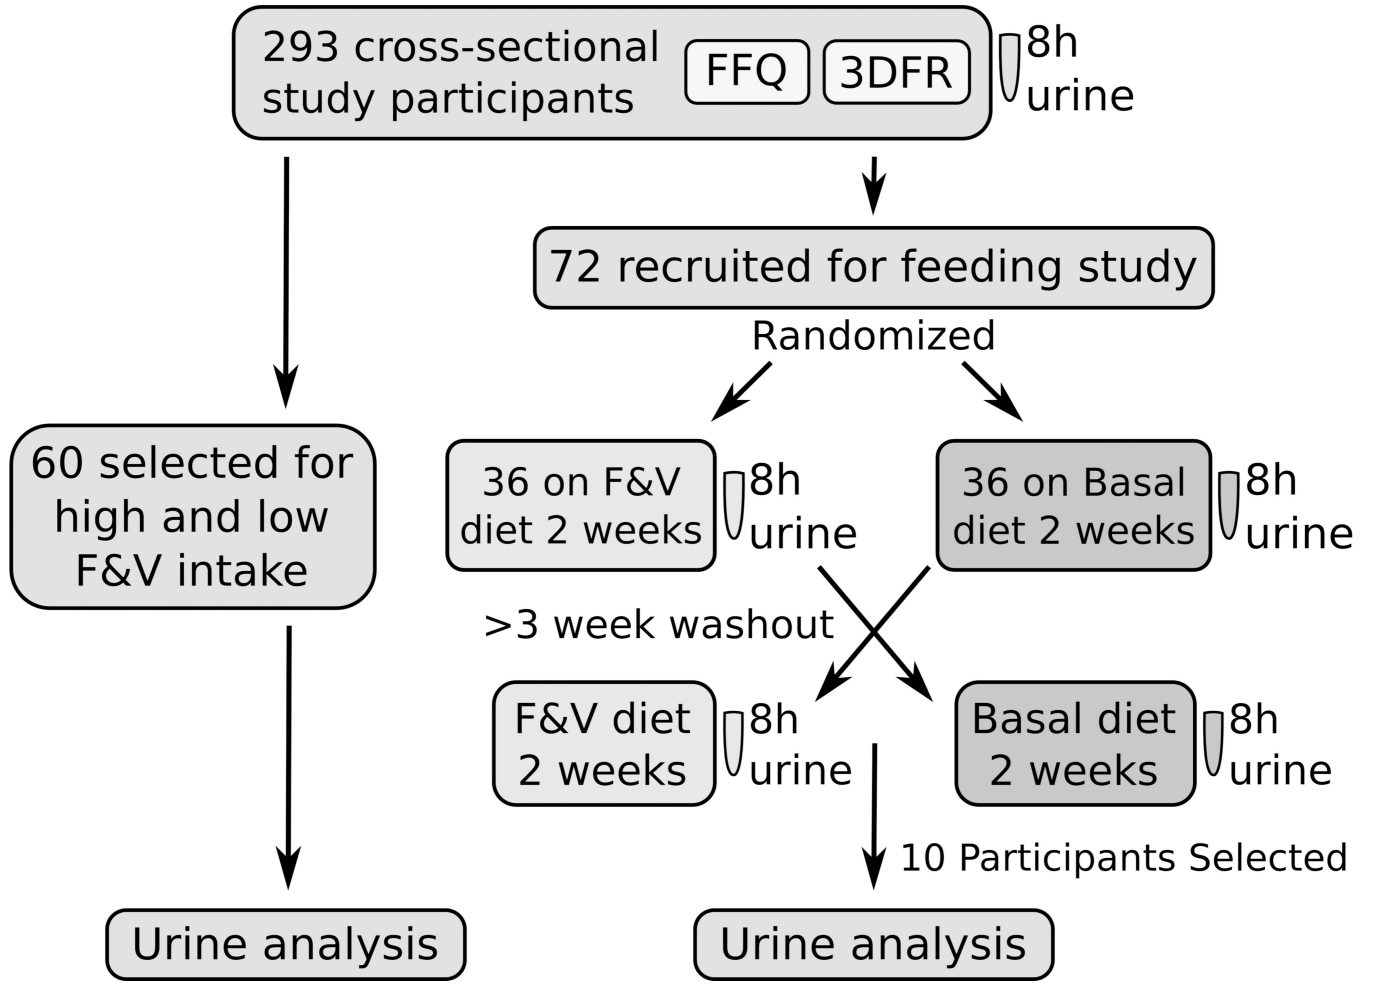 293 cross-sectional
study participants
FFQ
3DFR
8h
urine
72 recruited for feeding study
Randomized
60 selected for
high and low
F&V intake
36 on F&V
diet 2 weeks
8h
urine
36 on Basal
diet 2 weeks
8h
urine
>3 week washout
F&V diet
2 weeks
8h
urine
Basal diet
2 weeks
8h
urine
10 Participants Selected
Urine analysis
Urine analysis